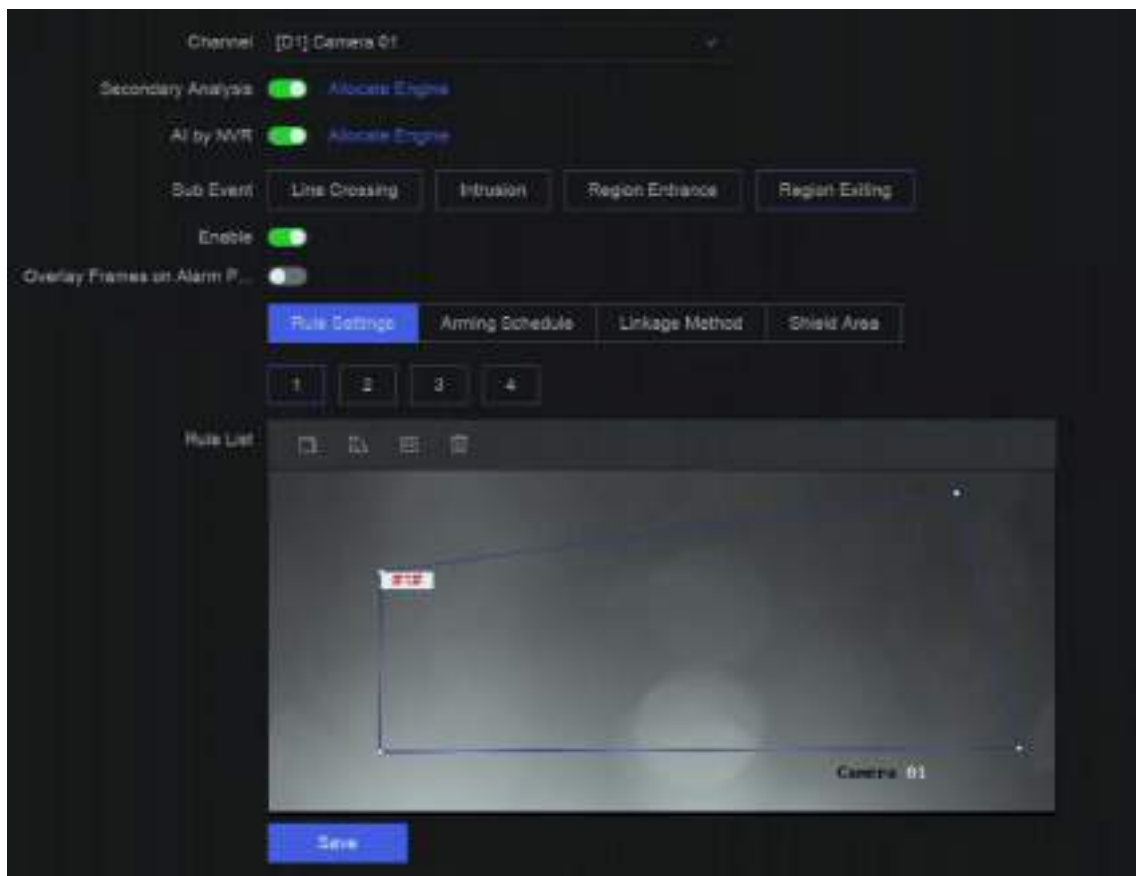 Channel [D1] Camera 01
Secondary Analysis Allocate Engine
AI by NVR Allocate Engine
Sub Event Line Crossing Intrusion Region Entrance Region Exiting
Enable
Overlay Frames on Alarm P...
Rule Settings Arming Schedule Linkage Method Shield Area
1 2 3 4
Rule List
#1#
Camera 01
Save